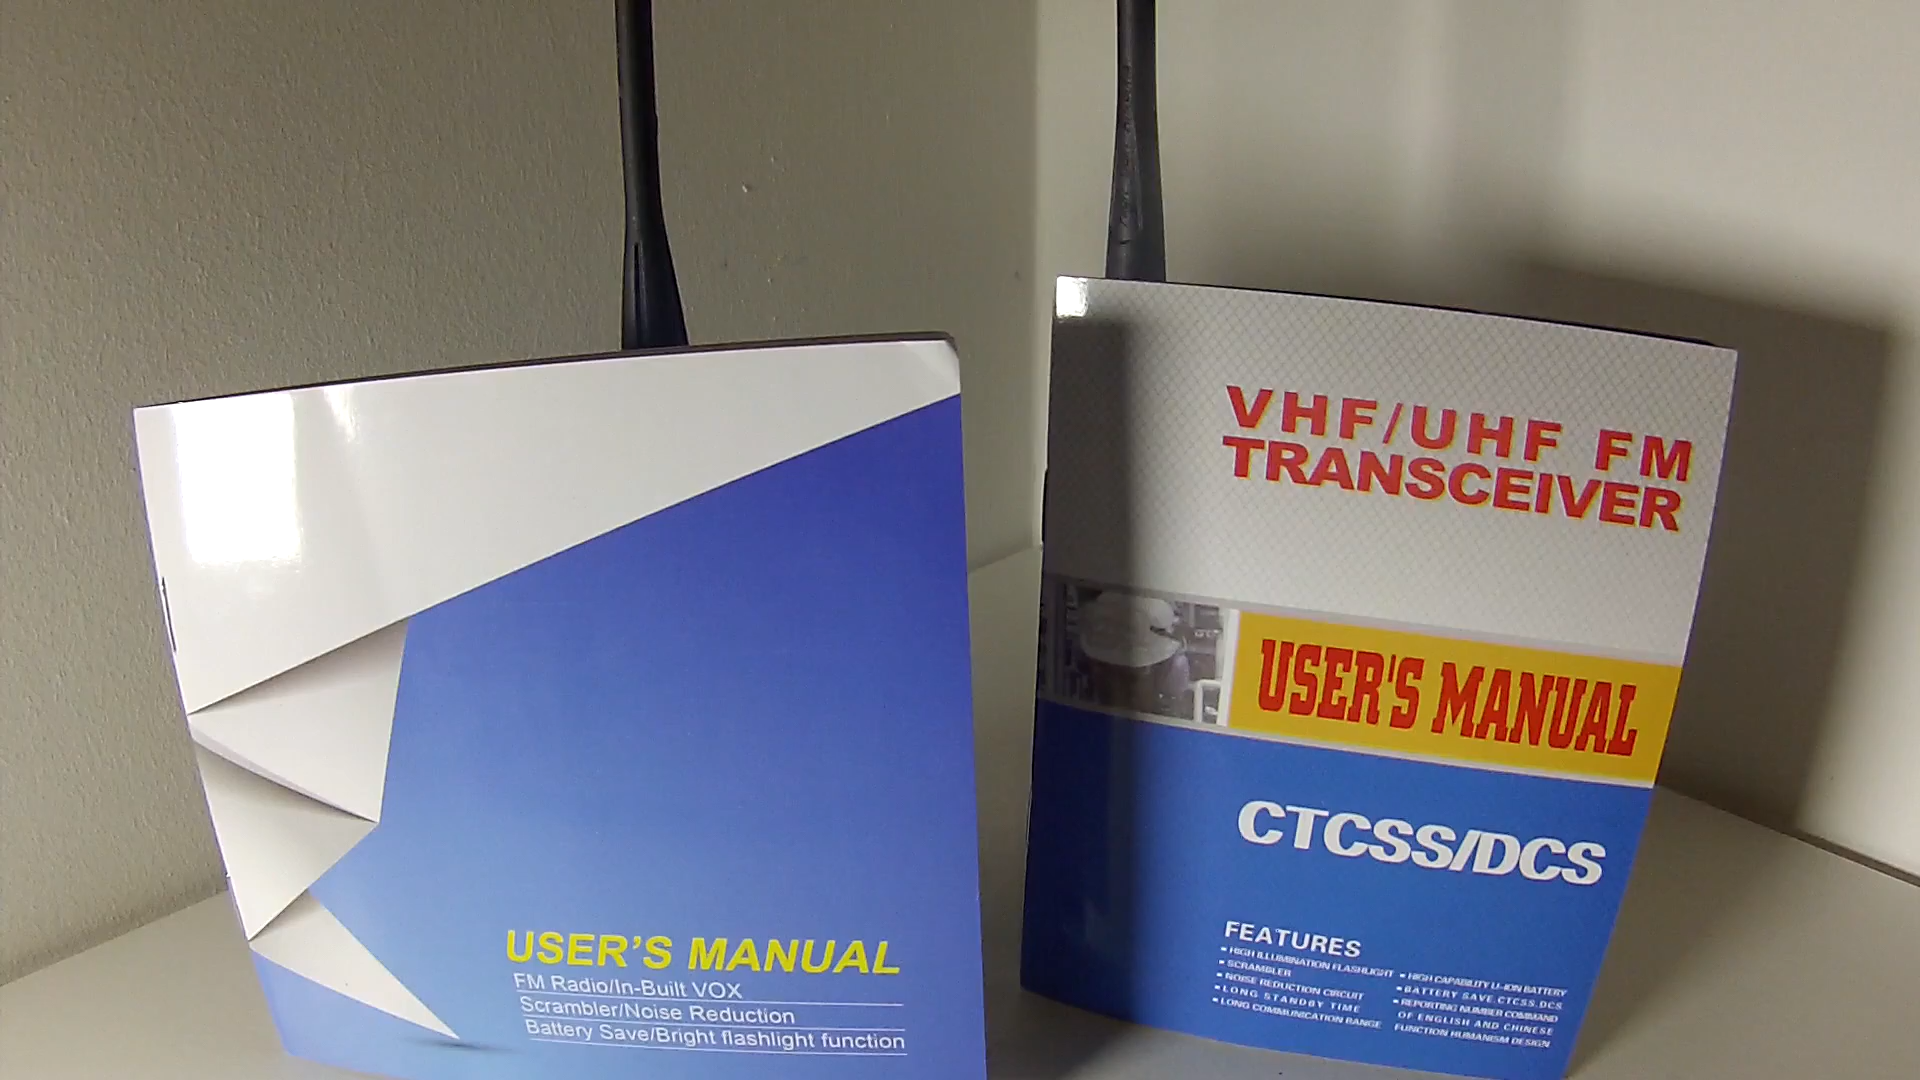 USER'S MANUAL
FM Radio/In-Built VOX
Scrambler/Noise Reduction
Battery Save/Bright flashlight function
VHF/UHF FM
TRANSCEIVER
USER'S MANUAL
CTCSS/DCS
FEATURES
HIGH ILLUMINATION FLASHLIGHT
SCRAMBLER
NOISE REDUCTION CIRCUIT
LONG STANDBY TIME
LONG COMMUNICATION RANGE
HIGH CAPABILITY LI-ION BATTERY
BATTERY SAVE.CTCSS.DCS
REPORTING NUMBER COMMAND
OF ENGLISH AND CHINESE
FUNCTION HUMANISM DESIGN